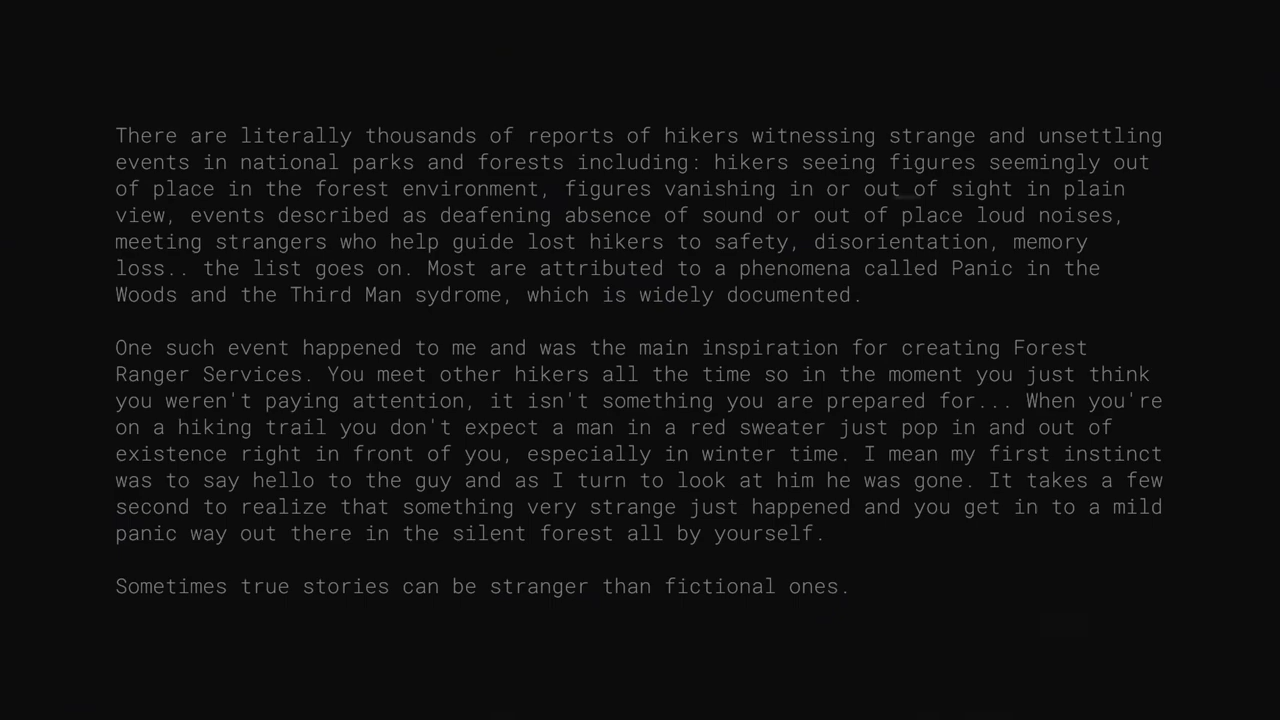 There are literally thousands of reports of hikers witnessing strange and unsettling
events in national parks and forests including: hikers seeing figures seemingly out
of place in the forest environment, figures vanishing in or out of sight in plain
view, events described as deafening absence of sound or out of place loud noises,
meeting strangers who help guide lost hikers to safety, disorientation, memory
loss.. the list goes on. Most are attributed to a phenomena called Panic in the
Woods and the Third Man sydrome, which is widely documented.
One such event happened to me and was the main inspiration for creating Forest
Ranger Services. You meet other hikers all the time so in the moment you just think
you weren't paying attention, it isn't something you are prepared for... When you're
on a hiking trail you don't expect a man in a red sweater just pop in and out of
existence right in front of you, especially in winter time. I mean my first instinct
was to say hello to the guy and as I turn to look at him he was gone. It takes a few
second to realize that something very strange just happened and you get in to a mild
panic way out there in the silent forest all by yourself.
Sometimes true stories can be stranger than fictional ones.